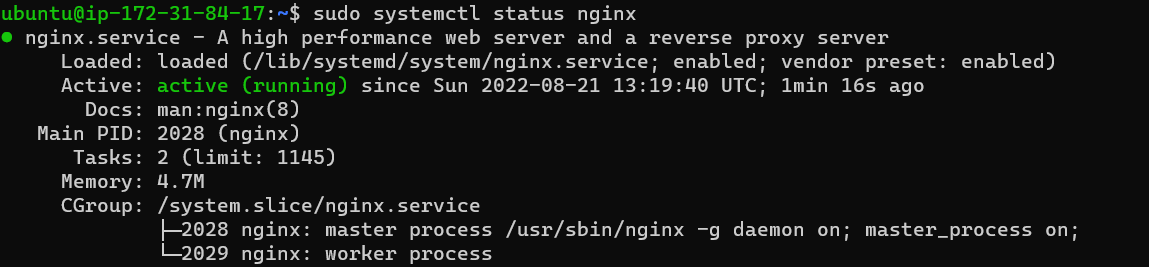 ubuntu@ip-172-31-84-17:~$ sudo systemctl status nginx
● nginx.service - A high performance web server and a reverse proxy server
     Loaded: loaded (/lib/systemd/system/nginx.service; enabled; vendor preset: enabled)
     Active: active (running) since Sun 2022-08-21 13:19:40 UTC; 1min 16s ago
       Docs: man:nginx(8)
   Main PID: 2028 (nginx)
      Tasks: 2 (limit: 1145)
     Memory: 4.7M
     CGroup: /system.slice/nginx.service
             ├─2028 nginx: master process /usr/sbin/nginx -g daemon on; master_process on;
             └─2029 nginx: worker process